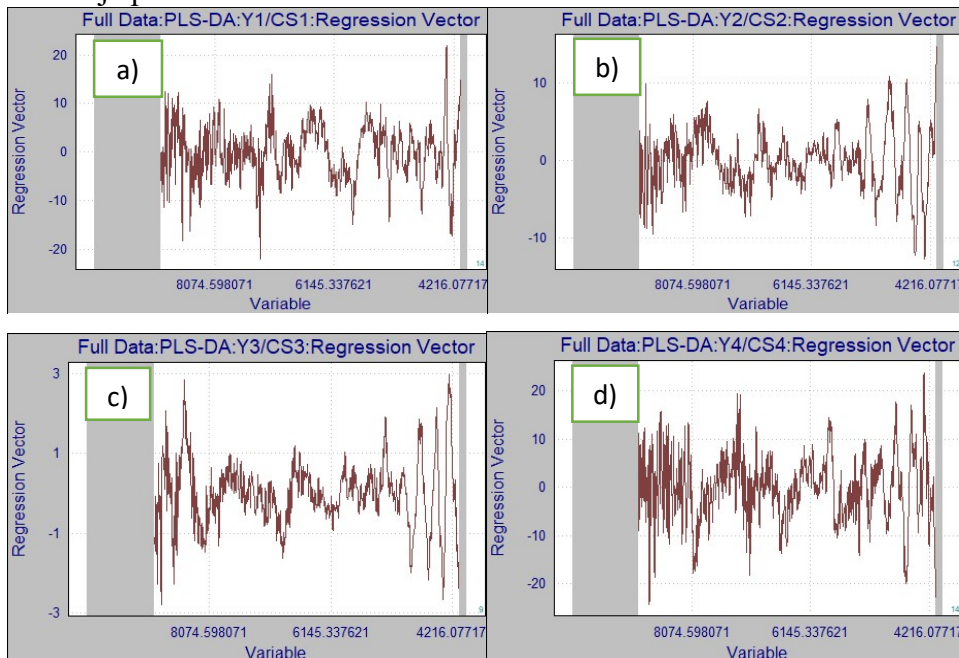 Full Data:PLS-DA:Y1/CS1:Regression Vector
a)
20
10
0
-10
-20
Regression Vector
14
8074.598071 6145.337621 4216.07717
Variable
Full Data:PLS-DA:Y2/CS2:Regression Vector
b)
10
0
-10
Regression Vector
12
8074.598071 6145.337621 4216.07717
Variable
Full Data:PLS-DA:Y3/CS3:Regression Vector
c)
3
1
-1
-3
Regression Vector
9
8074.598071 6145.337621 4216.07717
Variable
Full Data:PLS-DA:Y4/CS4:Regression Vector
d)
20
10
0
-10
-20
Regression Vector
14
8074.598071 6145.337621 4216.07717
Variable